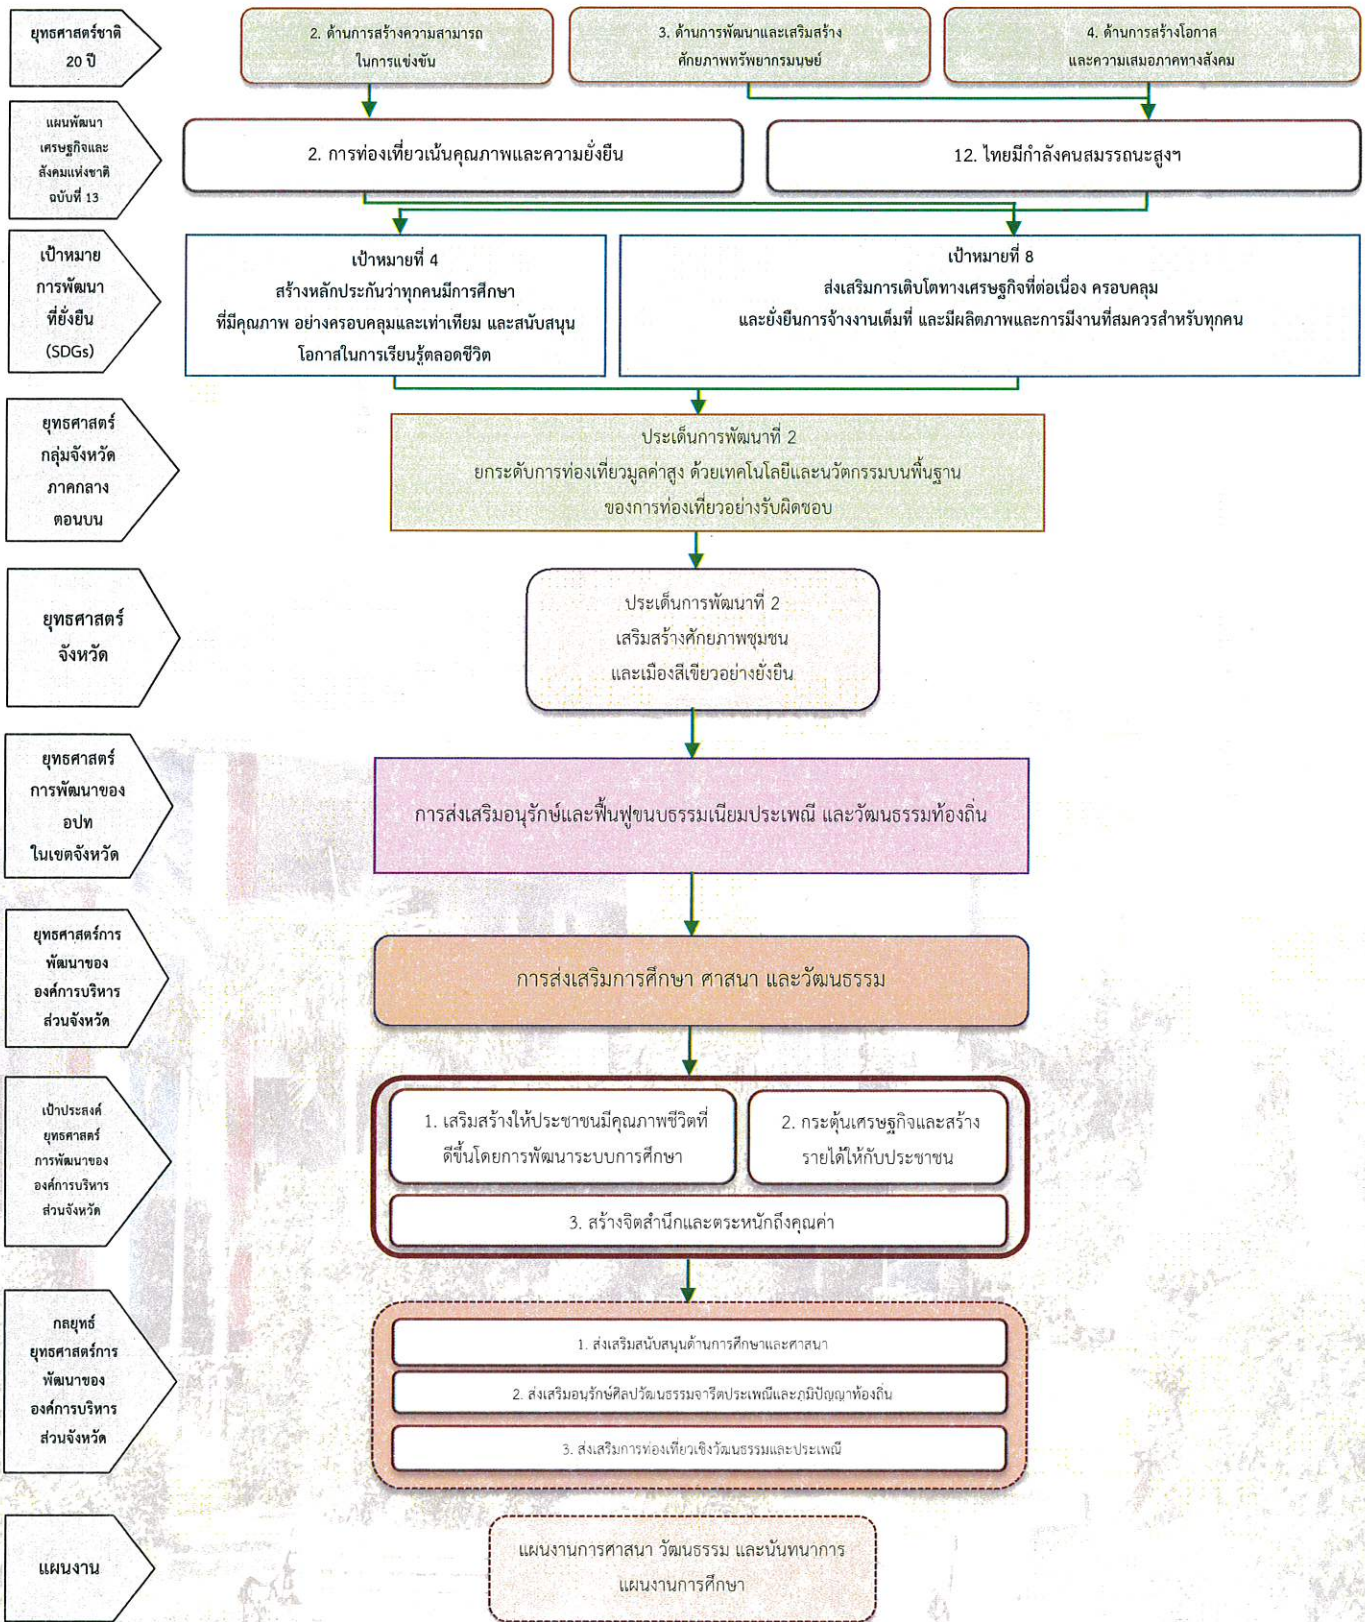 ยุทธศาสตร์ชาติ
20 ปี
2. ด้านการสร้างความสามารถ
ในการแข่งขัน
3. ด้านการพัฒนาและเสริมสร้าง
ศักยภาพทรัพยากรมนุษย์
4. ด้านการสร้างโอกาส
และความเสมอภาคทางสังคม
แผนพัฒนา
เศรษฐกิจและ
สังคมแห่งชาติ
ฉบับที่ 13
2. การท่องเที่ยวเน้นคุณภาพและความยั่งยืน
12. ไทยมีกำลังคนสมรรถนะสูงฯ
เป้าหมาย
การพัฒนา
ที่ยั่งยืน
(SDGs)
เป้าหมายที่ 4
สร้างหลักประกันว่าทุกคนมีการศึกษา
ที่มีคุณภาพ อย่างครอบคลุมและเท่าเทียม และสนับสนุน
โอกาสในการเรียนรู้ตลอดชีวิต
เป้าหมายที่ 8
ส่งเสริมการเติบโตทางเศรษฐกิจที่ต่อเนื่อง ครอบคลุม
และยั่งยืนการจ้างงานเต็มที่ และมีผลิตภาพและการมีงานที่สมควรสำหรับทุกคน
ยุทธศาสตร์
กลุ่มจังหวัด
ภาคกลาง
ตอนบน
ประเด็นการพัฒนาที่ 2
ยกระดับการท่องเที่ยวมูลค่าสูง ด้วยเทคโนโลยีและนวัตกรรมบนพื้นฐาน
ของการท่องเที่ยวอย่างรับผิดชอบ
ยุทธศาสตร์
จังหวัด
ประเด็นการพัฒนาที่ 2
เสริมสร้างศักยภาพชุมชน
และเมืองสีเขียวอย่างยั่งยืน
ยุทธศาสตร์
การพัฒนาของ
อปท
ในเขตจังหวัด
การส่งเสริมอนุรักษ์และฟื้นฟูขนบธรรมเนียมประเพณี และวัฒนธรรมท้องถิ่น
ยุทธศาสตร์การ
พัฒนาของ
องค์การบริหาร
ส่วนจังหวัด
การส่งเสริมการศึกษา ศาสนา และวัฒนธรรม
เป้าประสงค์
ยุทธศาสตร์
การพัฒนาของ
องค์การบริหาร
ส่วนจังหวัด
1. เสริมสร้างให้ประชาชนมีคุณภาพชีวิตที่
ดีขึ้นโดยการพัฒนาระบบการศึกษา
2. กระตุ้นเศรษฐกิจและสร้าง
รายได้ให้กับประชาชน
3. สร้างจิตสำนึกและตระหนักถึงคุณค่า
กลยุทธ์
ยุทธศาสตร์การ
พัฒนาของ
องค์การบริหาร
ส่วนจังหวัด
1. ส่งเสริมสนับสนุนด้านการศึกษาและศาสนา
2. ส่งเสริมอนุรักษ์ศิลปวัฒนธรรมจารีตประเพณีและภูมิปัญญาท้องถิ่น
3. ส่งเสริมการท่องเที่ยวเชิงวัฒนธรรมและประเพณี
แผนงาน
แผนงานการศาสนา วัฒนธรรม และนันทนาการ
แผนงานการศึกษา